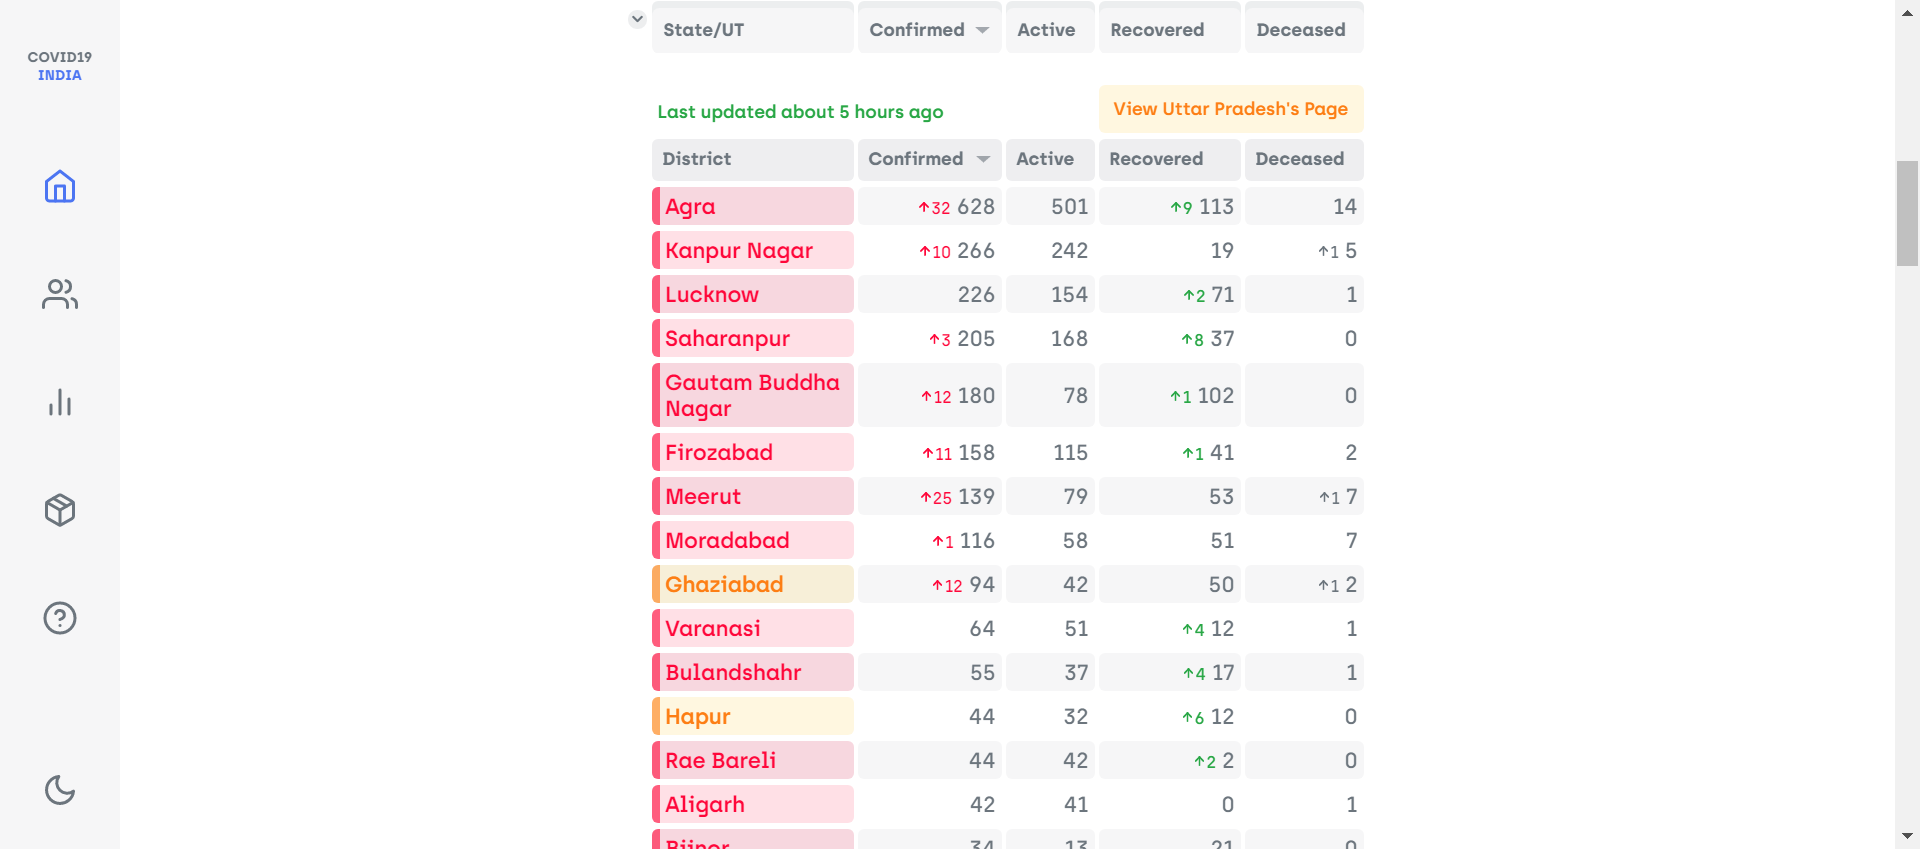 COVID19
INDIA
State/UT Confirmed Active Recovered Deceased
Last updated about 5 hours ago
View Uttar Pradesh's Page
District Confirmed Active Recovered Deceased
Agra ↑32 628 501 ↑9 113 14
Kanpur Nagar ↑10 266 242 19 ↑1 5
Lucknow 226 154 ↑2 71 1
Saharanpur ↑3 205 168 ↑8 37 0
Gautam Buddha
Nagar ↑12 180 78 ↑1 102 0
Firozabad ↑11 158 115 ↑1 41 2
Meerut ↑25 139 79 53 ↑1 7
Moradabad ↑1 116 58 51 7
Ghaziabad ↑12 94 42 50 ↑1 2
Varanasi 64 51 ↑4 12 1
Bulandshahr 55 37 ↑4 17 1
Hapur 44 32 ↑6 12 0
Rae Bareli 44 42 ↑2 2 0
Aligarh 42 41 0 1
Bijnor 34 13 21 0